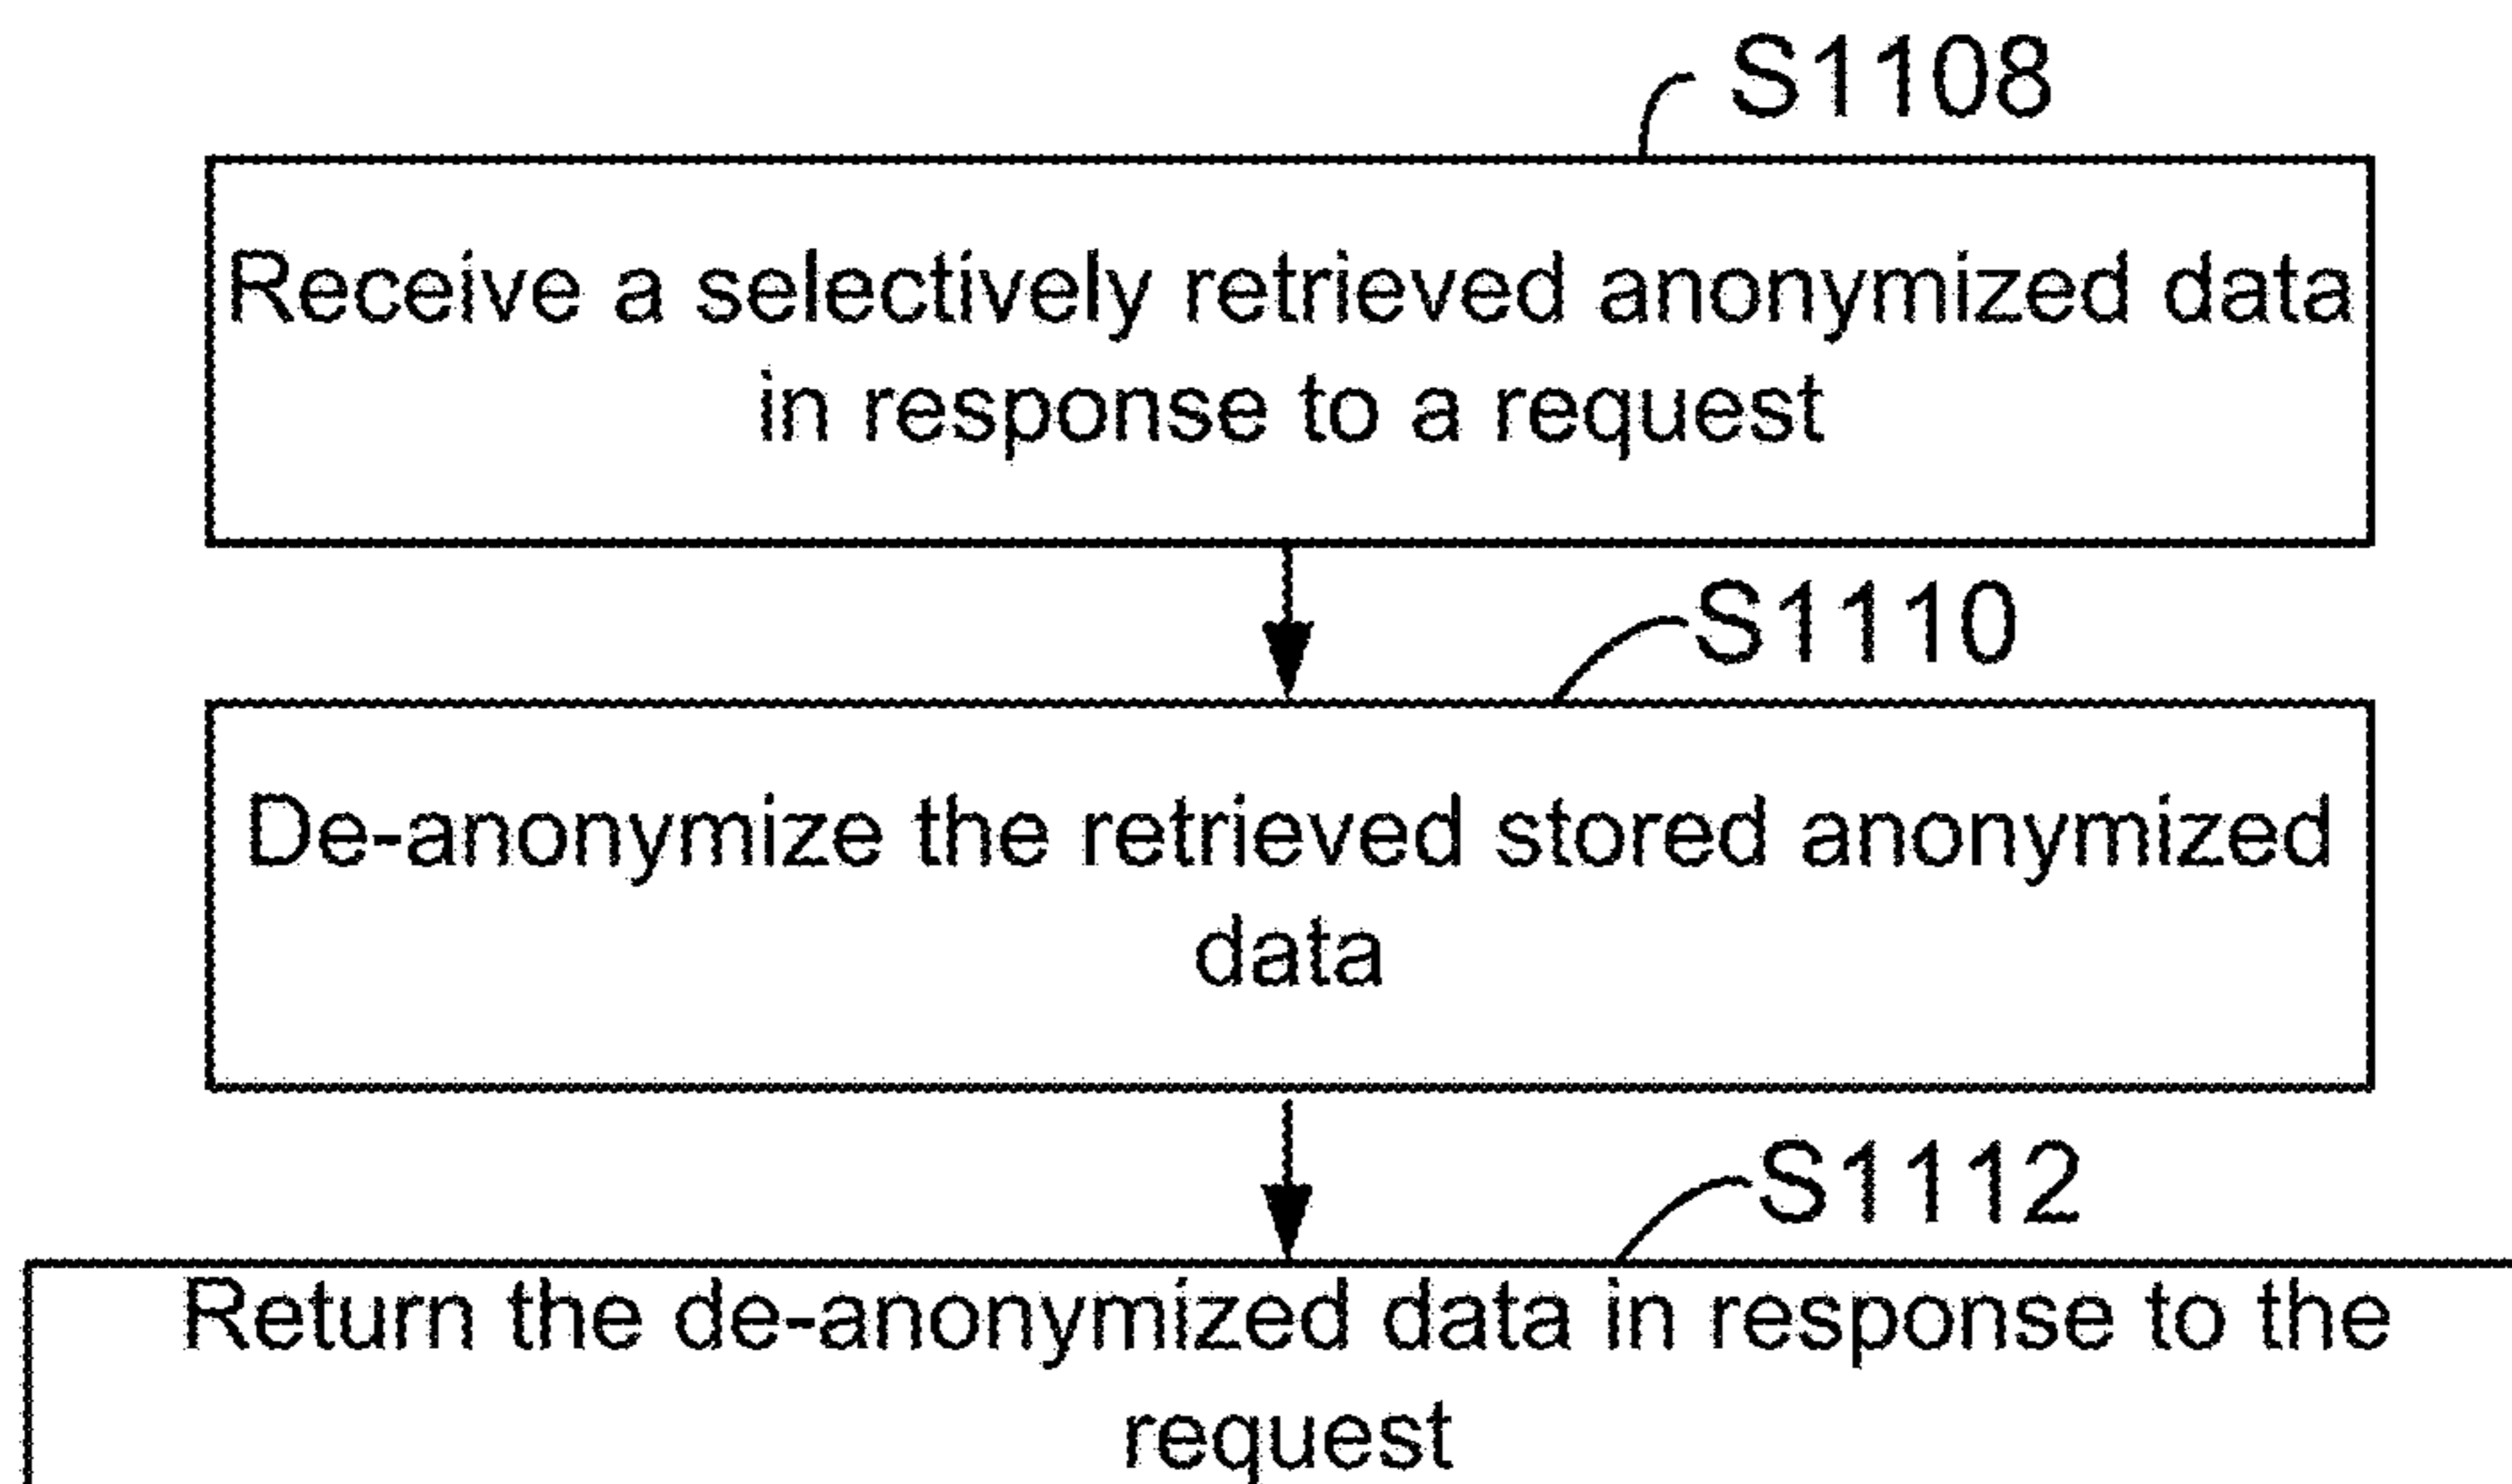 S1108
Receive a selectively retrieved anonymized data
in response to a request
S1110
De-anonymize the retrieved stored anonymized
data
S1112
Return the de-anonymized data in response to the
request